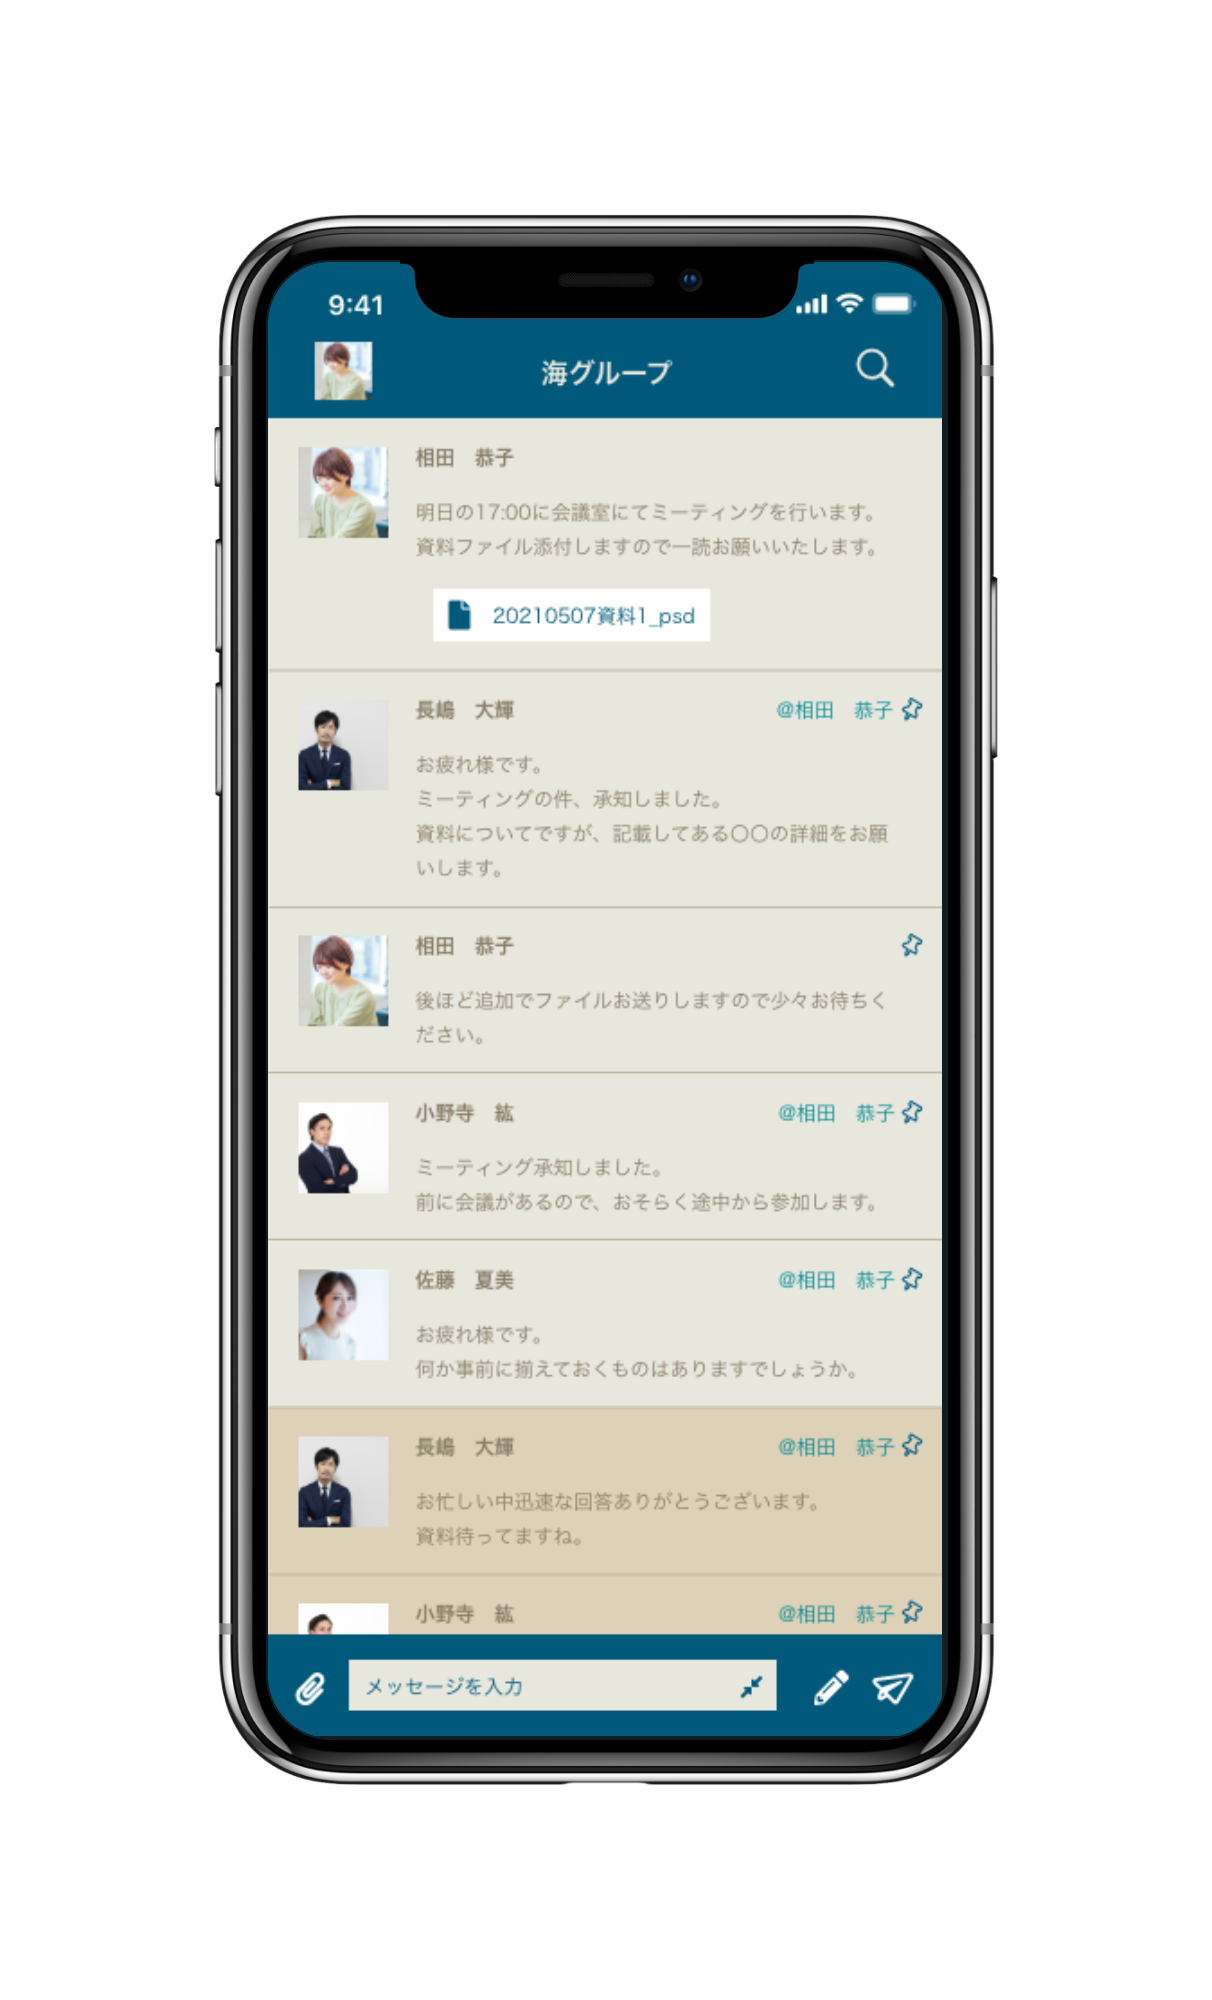 9:41
海グループ
相田　恭子
明日の17:00に会議室にてミーティングを行います。
資料ファイル添付しますので一読お願いいたします。
20210507資料1_psd
長嶋　大輝
@相田　恭子
お疲れ様です。
ミーティングの件、承知しました。
資料についてですが、記載してある〇〇の詳細をお願
いします。
相田　恭子
後ほど追加でファイルお送りしますので少々お待ちく
ださい。
小野寺　紘
@相田　恭子
ミーティング承知しました。
前に会議があるので、おそらく途中から参加します。
佐藤　夏美
@相田　恭子
お疲れ様です。
何か事前に揃えておくものはありますでしょうか。
長嶋　大輝
@相田　恭子
お忙しい中迅速な回答ありがとうございます。
資料待ってますね。
小野寺　紘
@相田　恭子
メッセージを入力